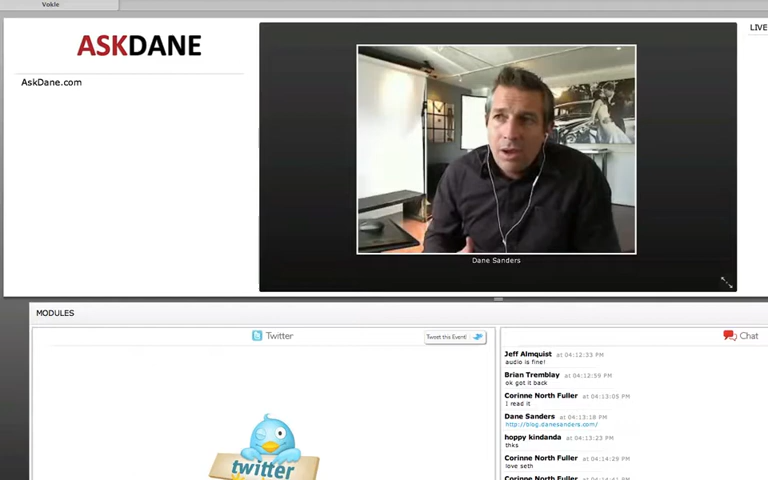 Vokle
ASKDANE
AskDane.com
LIVE
Dane Sanders
MODULES
Twitter
Tweet this Event!
Chat
Jeff Almquist at 04:12:33 PM
audio is fine!
Brian Tremblay at 04:12:59 PM
ok got it back
Corinne North Fuller at 04:13:05 PM
I read it
Dane Sanders at 04:13:18 PM
http://blog.danesanders.com/
hoppy kindanda at 04:13:23 PM
thks
Corinne North Fuller at 04:14:29 PM
love seth
Corinne North Fuller
twitter